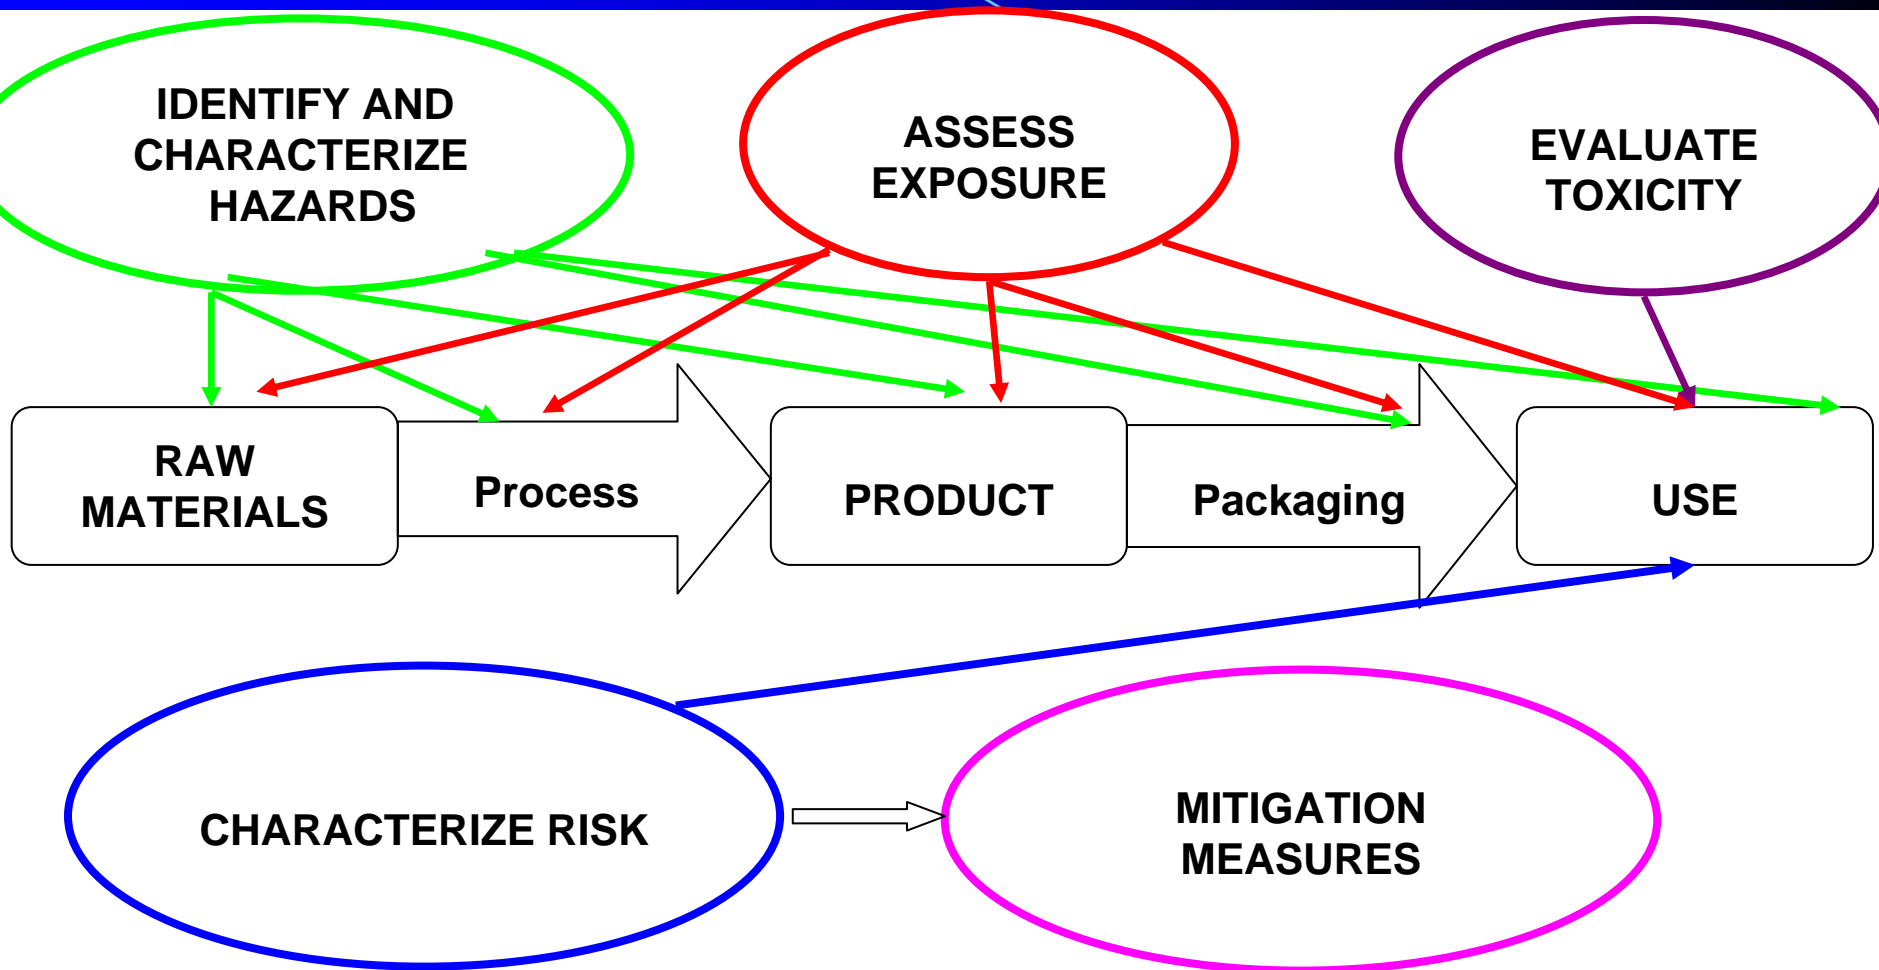 IDENTIFY AND
CHARACTERIZE
HAZARDS
ASSESS
EXPOSURE
EVALUATE
TOXICITY
RAW
MATERIALS
Process
PRODUCT
Packaging
USE
CHARACTERIZE RISK
MITIGATION
MEASURES